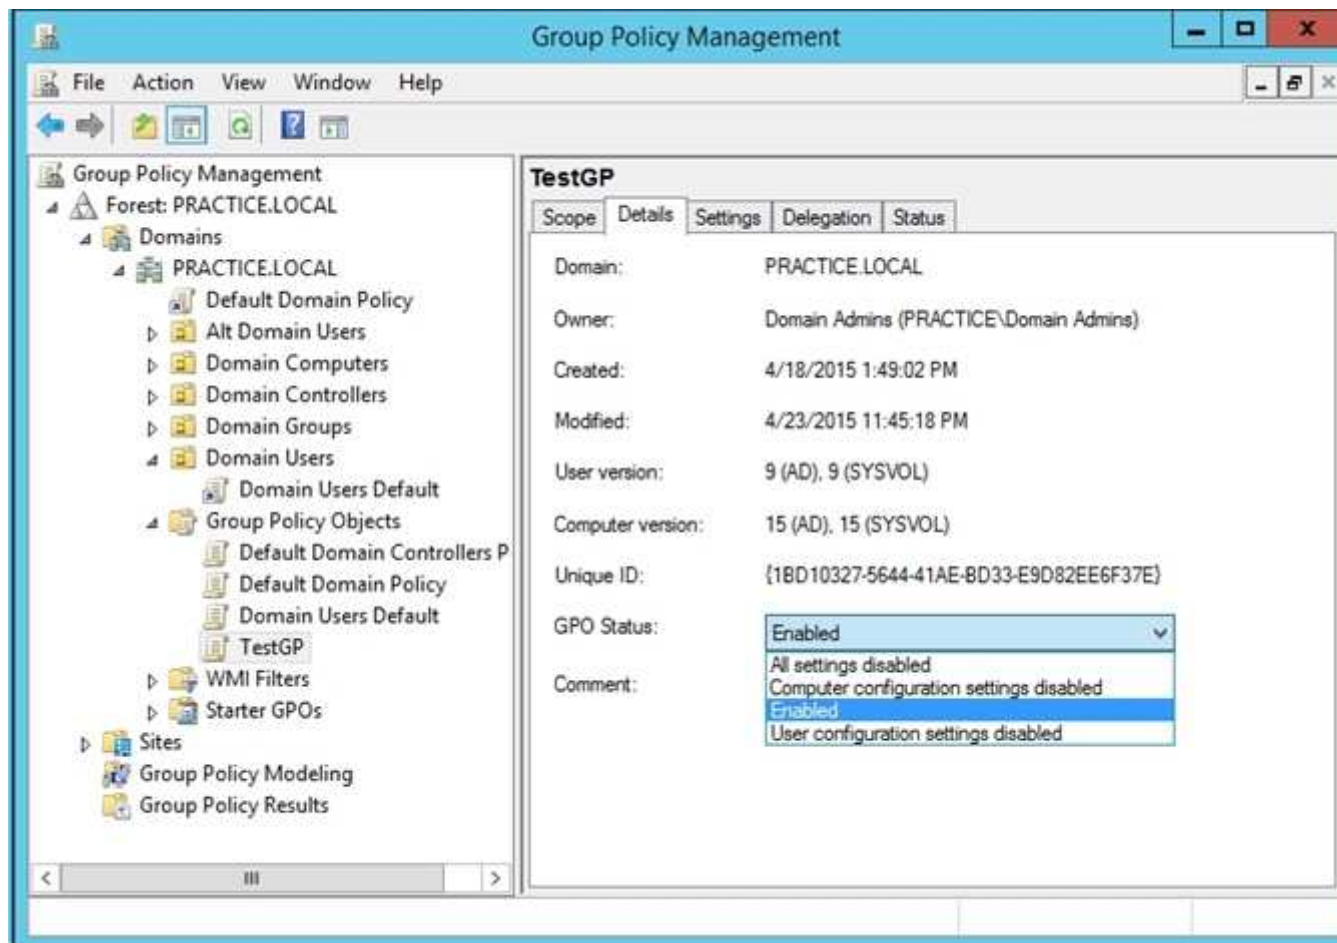 Group Policy Management
File Action View Window Help
Group Policy Management
Forest: PRACTICE.LOCAL
Domains
PRACTICE.LOCAL
Default Domain Policy
Alt Domain Users
Domain Computers
Domain Controllers
Domain Groups
Domain Users
Domain Users Default
Group Policy Objects
Default Domain Controllers P
Default Domain Policy
Domain Users Default
TestGP
WMI Filters
Starter GPOs
Sites
Group Policy Modeling
Group Policy Results
TestGP
Scope Details Settings Delegation Status
Domain: PRACTICE.LOCAL
Owner: Domain Admins (PRACTICE\Domain Admins)
Created: 4/18/2015 1:49:02 PM
Modified: 4/23/2015 11:45:18 PM
User version: 9 (AD), 9 (SYSVOL)
Computer version: 15 (AD), 15 (SYSVOL)
Unique ID: {1BD10327-5644-41AE-BD33-E9D82EE6F37E}
GPO Status: Enabled
All settings disabled
Computer configuration settings disabled
Enabled
User configuration settings disabled
Comment: